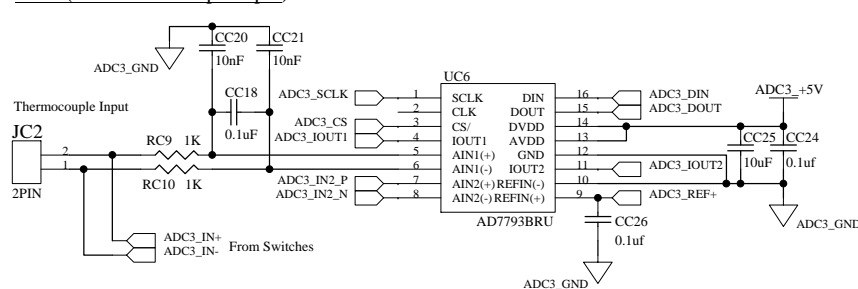 CC20
CC21
10nF
10nF
ADC3_GND
CC18
0.1uF
Thermocouple Input
JC2
2
1
2PIN
RC9 1K
RC10 1K
ADC3_IN+
ADC3_IN-
From Switches
UC6
ADC3_SCLK
ADC3_CS
ADC3_IOUT1
ADC3_IN2_P
ADC3_IN2_N
1 SCLK DIN 16
2 CLK DOUT 15
3 CS/ DVDD 14
4 IOUT1 AVDD 13
5 AIN1(+) GND 12
6 AIN1(-) IOUT2 11
7 AIN2(+) REFIN(-) 10
8 AIN2(-) REFIN(+) 9
AD7793BRU
ADC3_DIN
ADC3_DOUT
ADC3_+5V
CC25
CC24
10uF
0.1uf
ADC3_IOUT2
ADC3_REF+
CC26
0.1uf
ADC3_GND
ADC3_GND